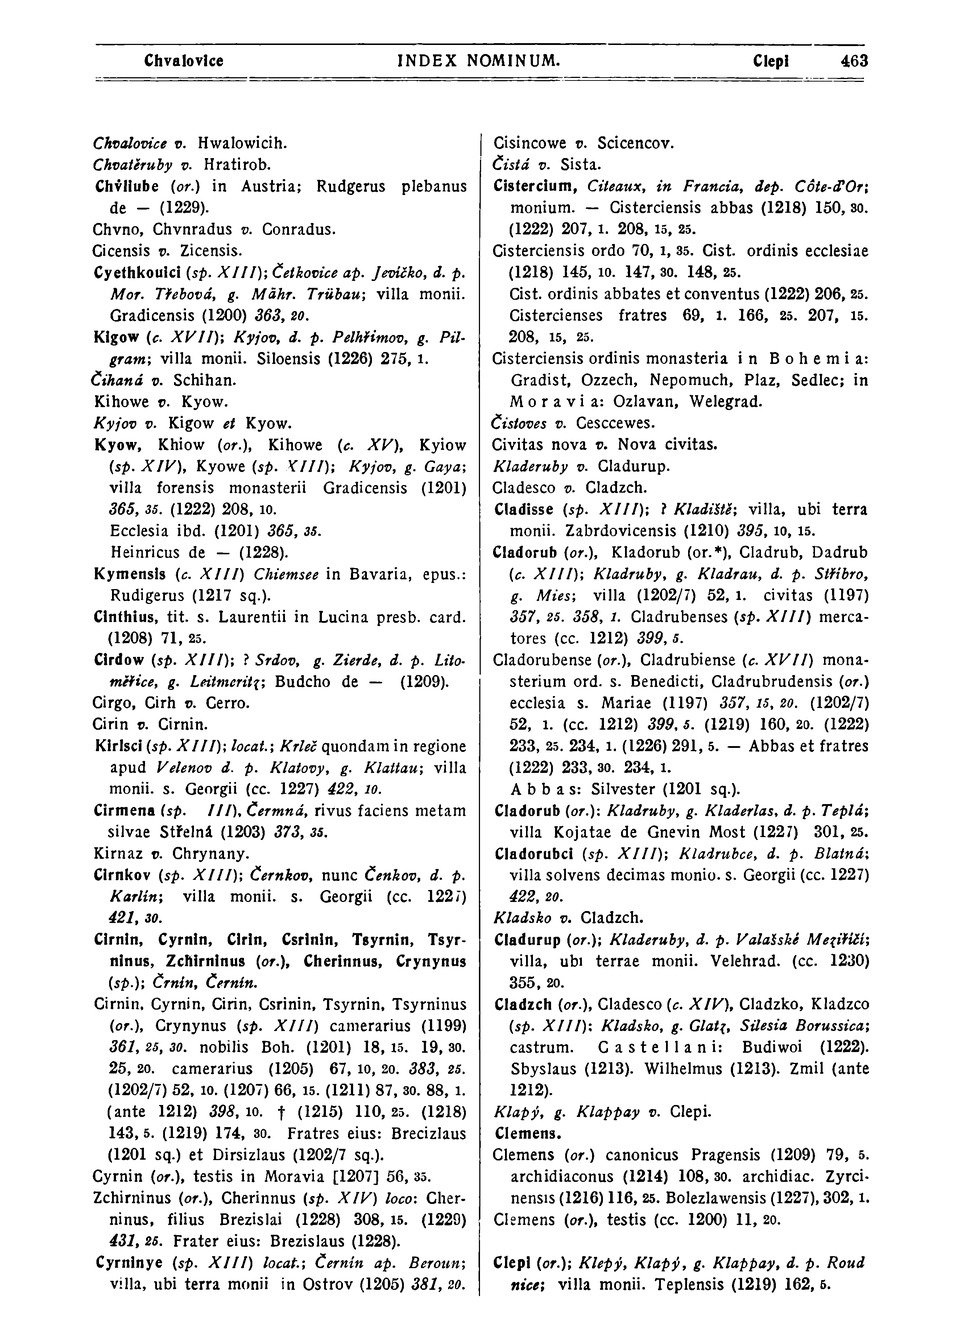 Chvalovice INDEX NOMINUM. Clepi 463
Chvalovice v. Hwalowicih.
Chvatěruby v. Hratirob.
Chvliube (or.) in Austria; Rudgerus plebanus
de — (1229).
Chvno, Chvnradus v. Conradus.
Cicensis v. Zicensis.
Cyethkouici (sp. XIII); Četkovice ap. Jevíčko, d. p.
Mor. Třebová, g. Mähr. Trübau; villa monii.
Gradicensis (1200) 363, 20.
Kigow (c. XVII); Kyjov, d. p. Pelhřimov, g. Pil-
gram; villa monii. Siloensis (1226) 275, 1.
Čihaná v. Schihan.
Kihowe v. Kyow.
Kyjov v. Kigow et Kyow.
Kyow, Khiow (or.), Kihowe (c. XV), Kyiow
(sp. XIV), Kyowe (sp. XIII); Kyjov, g. Gaya;
villa forensis monasterii Gradicensis (1201)
365, 35. (1222) 208, 10.
Ecclesia ibd. (1201) 365, 35.
Heinricus de — (1228).
Kymensis (c. XIII) Chiemsee in Bavaria, epus.:
Rudigerus (1217 sq.).
Cinthius, tit. s. Laurentii in Lucina presb. card.
(1208) 71, 25.
Cirdow (sp. XIII); ? Srdov, g. Zierde, d. p. Lito-
měřice, g. Leitmeritz; Budcho de — (1209).
Cirgo, Cirh v. Cerro.
Cirin v. Cirnin.
Kirlsci (sp. XIII); locat.; Krleč quondam in regione
apud Velenov d. p. Klatovy, g. Klattau; villa
monii. s. Georgii (cc. 1227) 422, 10.
Cirmena (sp. III), Čermná, rivus faciens metam
silvae Střelná (1203) 373, 35.
Kirnaz v. Chrynany.
Cirnkov (sp. XIII); Černkov, nunc Čenkov, d. p.
Karlín; villa monii. s. Georgii (cc. 1227)
421, 30.
Cirnin, Cyrnin, Cirin, Csrinin, Tsyrnin, Tsyr-
ninus, Zchirninus (or.), Cherinnus, Crynynus
(sp.); Črnín, Černín.
Cirnin, Cyrnin, Cirin, Csrinin, Tsyrnin, Tsyrninus
(or.), Crynynus (sp. XIII) camerarius (1199)
361, 25, 30. nobilis Boh. (1201) 18, 15. 19, 30.
25, 20. camerarius (1205) 67, 10, 20. 383, 25.
(1202/7) 52, 10. (1207) 66, 15. (1211) 87, 30. 88, 1.
(ante 1212) 398, 10. † (1215) 110, 25. (1218)
143, 5. (1219) 174, 30. Fratres eius: Brecizlaus
(1201 sq.) et Dirsizlaus (1202/7 sq.).
Cyrnin (or.), testis in Moravia [1207] 56, 35.
Zchirninus (or.), Cherinnus (sp. XIV) loco: Cher-
ninus, filius Brezislai (1228) 308, 15. (1229)
431, 25. Frater eius: Brezislaus (1228).
Cyrninye (sp. XIII) locat.; Černín ap. Beroun;
villa, ubi terra monii in Ostrov (1205) 381, 20.
Cisincowe v. Scicencov.
Čistá v. Sista.
Cistercium, Citeaux, in Francia, dep. Côte-d'Or;
monium. — Cisterciensis abbas (1218) 150, 30.
(1222) 207, 1. 208, 15, 25.
Cisterciensis ordo 70, 1, 35. Cist. ordinis ecclesiae
(1218) 145, 10. 147, 30. 148, 25.
Cist. ordinis abbates et conventus (1222) 206, 25.
Cistercienses fratres 69, 1. 166, 25. 207, 15.
208, 15, 25.
Cisterciensis ordinis monasteria in Bohemia:
Gradist, Ozzech, Nepomuch, Plaz, Sedlec; in
Moravia: Ozlavan, Welegrad.
Čistoves v. Cesccewes.
Civitas nova v. Nova civitas.
Kladeruby v. Cladurup.
Cladesco v. Cladzch.
Cladisse (sp. XIII); ? Kladiště; villa, ubi terra
monii. Zabrdovicensis (1210) 395, 10, 15.
Cladorub (or.), Kladorub (or.*), Cladrub, Dadrub
(c. XIII); Kladruby, g. Kladrau, d. p. Stříbro,
g. Mies; villa (1202/7) 52, 1. civitas (1197)
357, 25. 358, 1. Cladrubenses (sp. XIII) merca-
tores (cc. 1212) 399, 5.
Cladorubense (or.), Cladrubiense (c. XVII) mona-
sterium ord. s. Benedicti, Cladrubrudensis (or.)
ecclesia s. Mariae (1197) 357, 15, 20. (1202/7)
52, 1. (cc. 1212) 399, 5. (1219) 160, 20. (1222)
233, 25. 234, 1. (1226) 291, 5. — Abbas et fratres
(1222) 233, 30. 234, 1.
Abbas: Silvester (1201 sq.).
Cladorub (or.): Kladruby, g. Kladerlas, d. p. Teplá;
villa Kojatae de Gnevin Most (1227) 301, 25.
Cladorubci (sp. XIII); Kladrubce, d. p. Blatná;
villa solvens decimas monio. s. Georgii (cc. 1227)
422, 20.
Kladsko v. Cladzch.
Cladurup (or.); Kladeruby, d. p. Valašské Meziříčí;
villa, ubi terrae monii. Velehrad. (cc. 1230)
355, 20.
Cladzch (or.), Cladesco (c. XIV), Cladzko, Kladzco
(sp. XIII): Kladsko, g. Glatz, Silesia Borussica;
castrum. Castellani: Budiwoi (1222).
Sbyslaus (1213). Wilhelmus (1213). Zmil (ante
1212).
Klapý, g. Klappay v. Clepi.
Clemens.
Clemens (or.) canonicus Pragensis (1209) 79, 5.
archidiaconus (1214) 108, 30. archidiac. Zyrci-
nensis (1216) 116, 25. Bolezlawensis (1227), 302, 1.
Clemens (or.), testis (cc. 1200) 11, 20.
Clepi (or.); Klepý, Klapý, g. Klappay, d. p. Roud
nice; villa monii. Teplensis (1219) 162, 5.